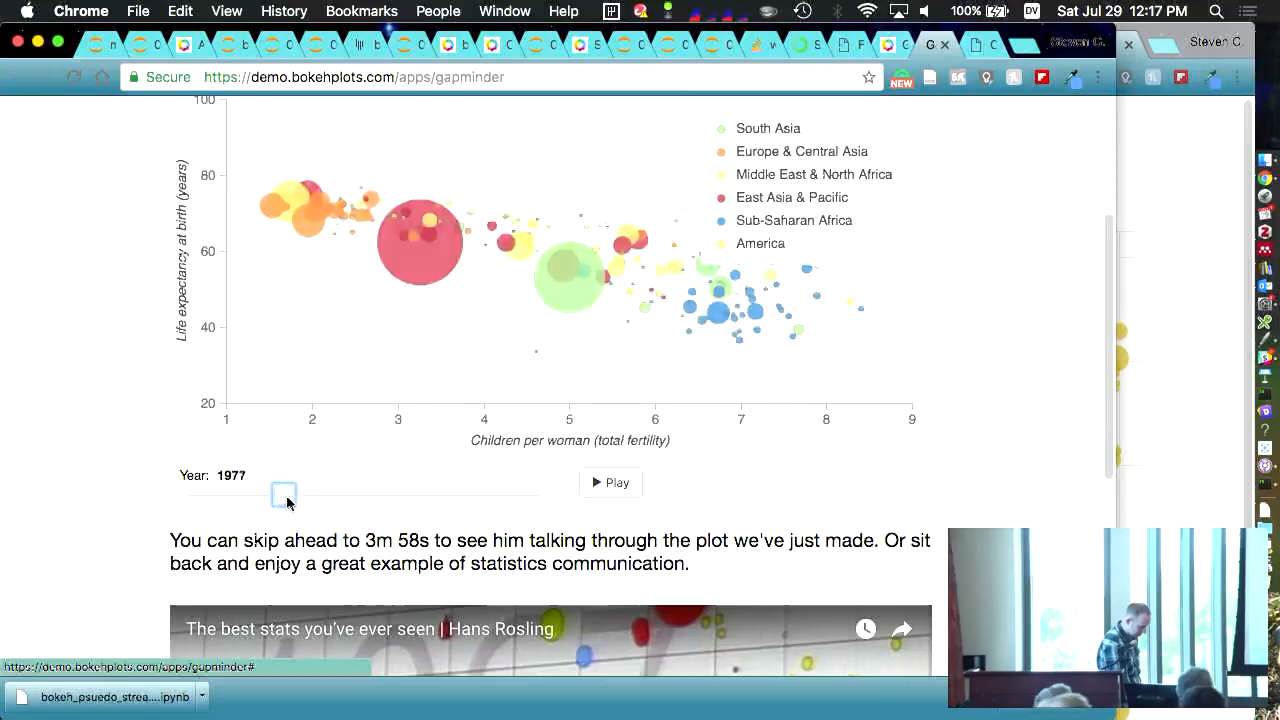 Chrome File Edit View History Bookmarks People Window Help 100% DV Sat Jul 29 12:17 PM
Steven C. Steven C
Secure https://demo.bokehplots.com/apps/gapminder
NEW
100
80
60
40
20
Life expectancy at birth (years)
South Asia
Europe & Central Asia
Middle East & North Africa
East Asia & Pacific
Sub-Saharan Africa
America
1 2 3 4 5 6 7 8 9
Children per woman (total fertility)
Year: 1977
Play
You can skip ahead to 3m 58s to see him talking through the plot we've just made. Or sit
back and enjoy a great example of statistics communication.
The best stats you've ever seen | Hans Rosling
https://demo.bokehplots.com/apps/gapminder#
bokeh_psuedo_strea....ipynb